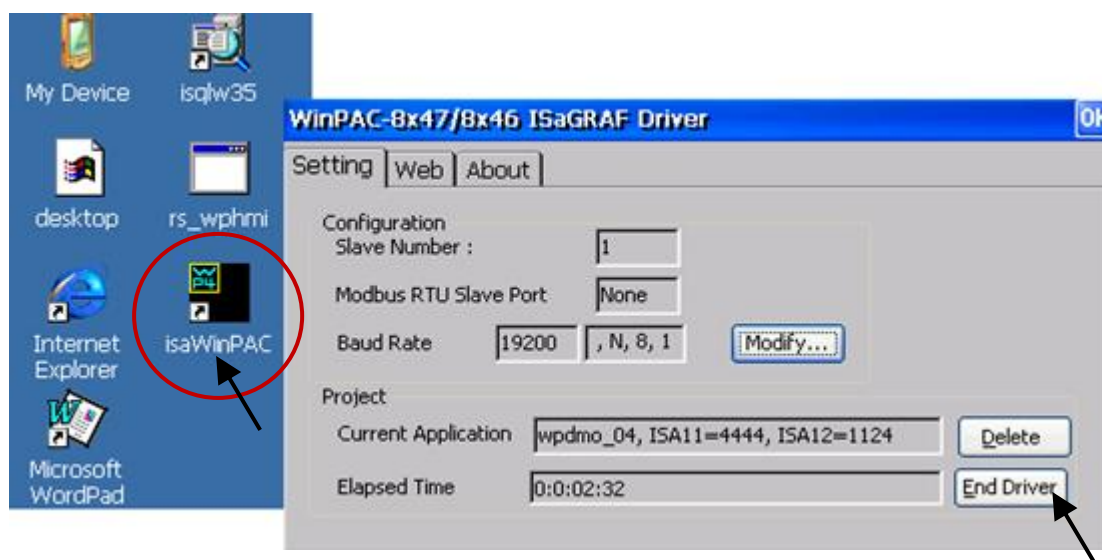 My Device
isqlw35
desktop
rs_wphmi
Internet
Explorer
isaWinPAC
Microsoft
WordPad
WinPAC-8x47/8x46 ISaGRAF Driver
OK
Setting
Web
About
Configuration
Slave Number :
1
Modbus RTU Slave Port
None
Baud Rate
19200
, N, 8, 1
Modify...
Project
Current Application
wpdmo_04, ISA11=4444, ISA12=1124
Delete
Elapsed Time
0:0:02:32
End Driver